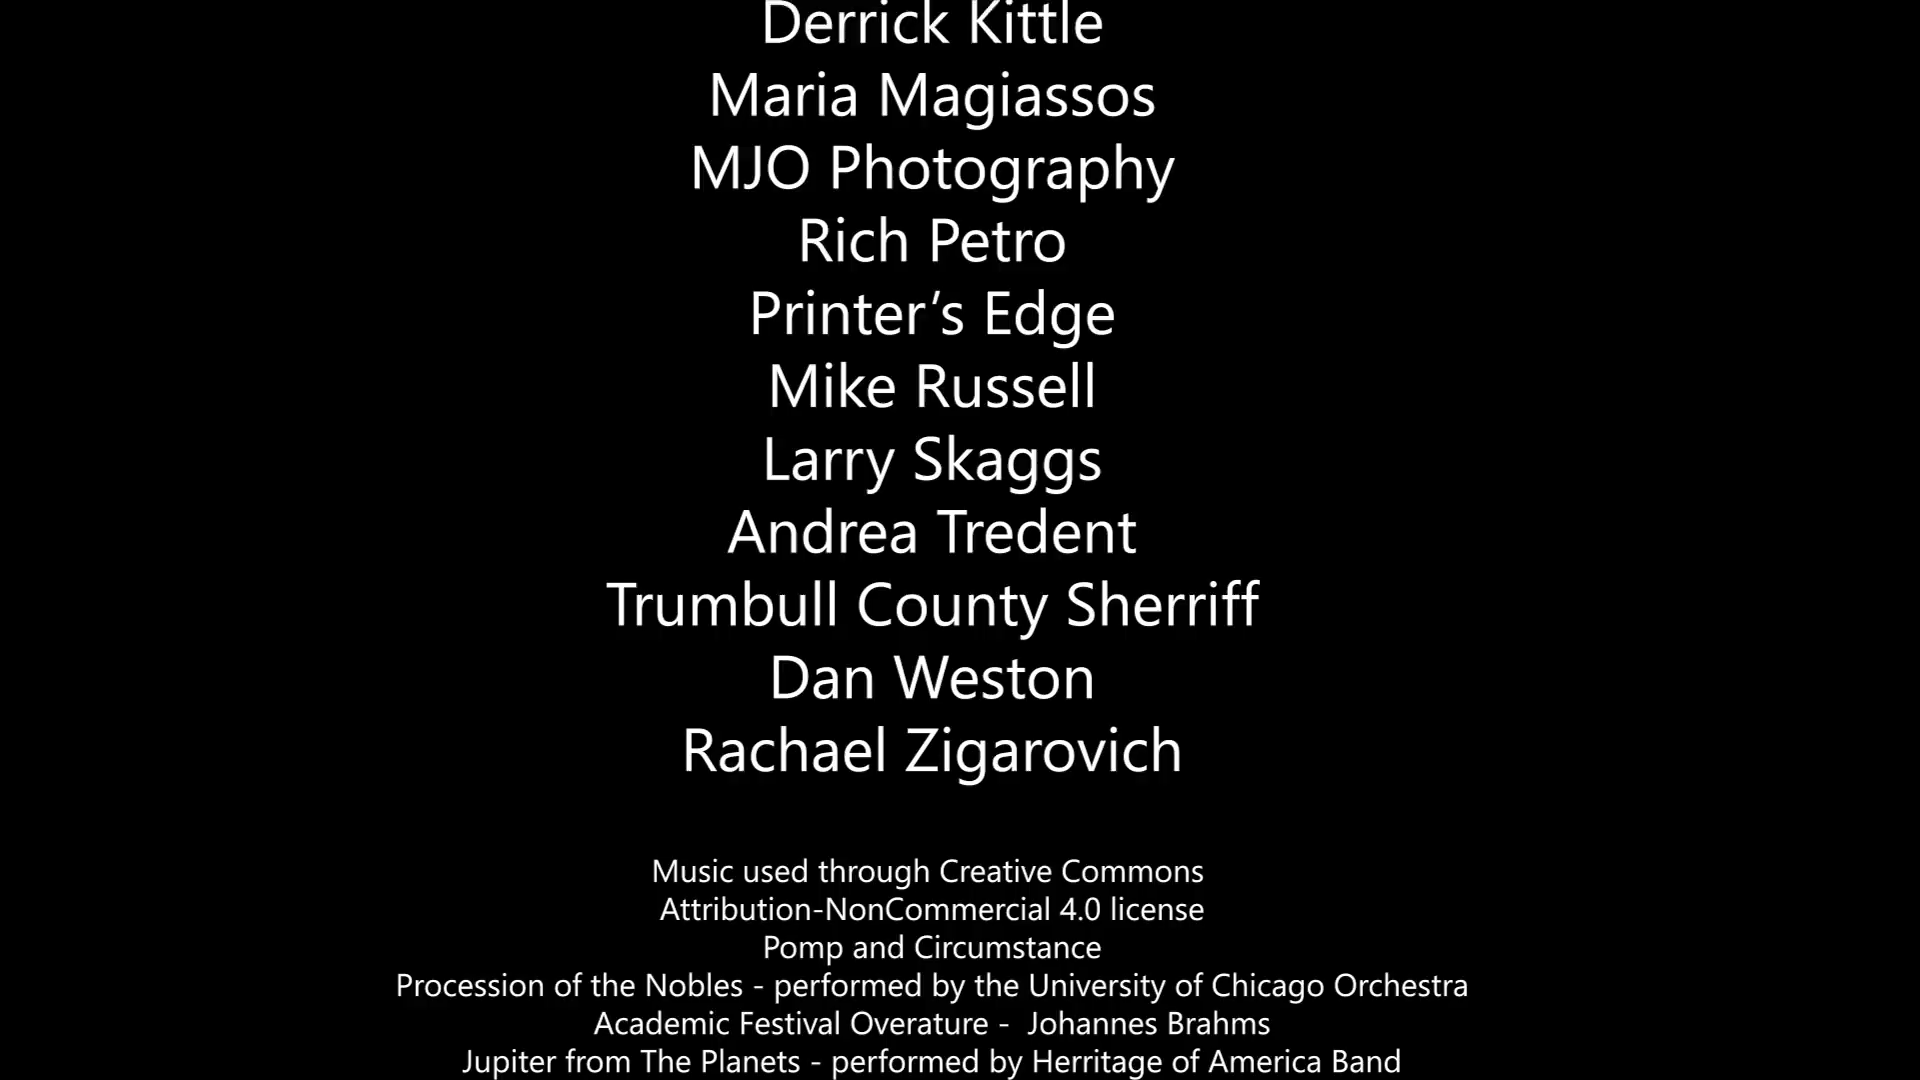 Derrick Kittle
Maria Magiassos
MJO Photography
Rich Petro
Printer’s Edge
Mike Russell
Larry Skaggs
Andrea Tredent
Trumbull County Sherriff
Dan Weston
Rachael Zigarovich
Music used through Creative Commons
Attribution-NonCommercial 4.0 license
Pomp and Circumstance
Procession of the Nobles - performed by the University of Chicago Orchestra
Academic Festival Overature -  Johannes Brahms
Jupiter from The Planets - performed by Herritage of America Band